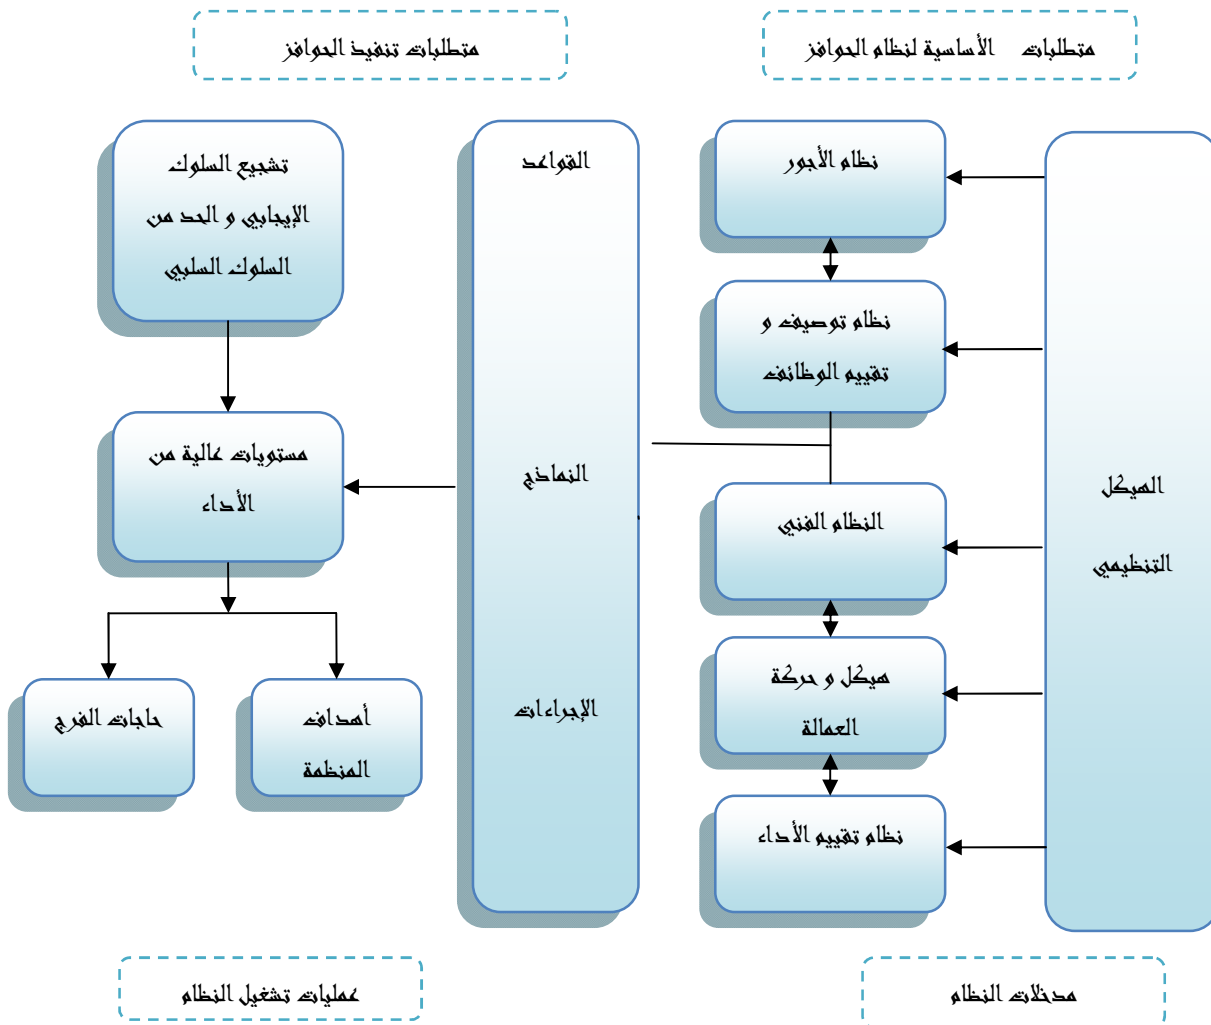 متطلبات الأساسية لنظام الحوافز
متطلبات تنفيذ الحوافز
الهيكل
التنظيمي
نظام الأجور
نظام توصيف و
تقييم الوظائف
النظام الفني
هيكل و حركة
العمالة
نظام تقييم الأداء
القواعد
النماذج
الإجراءات
تشجيع السلوك
الإيجابي و الحد من
السلوك السلبي
مستويات عالية من
الأداء
أهداف
المنظمة
حاجات الفرج
مدخلات النظام
عمليات تشغيل النظام